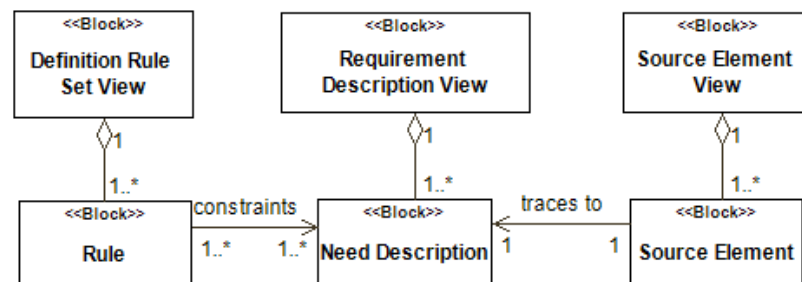 <<Block>>
Definition Rule
Set View
<<Block>>
Requirement
Description View
<<Block>>
Source Element
View
1
1
1
1..*
1..*
1..*
<<Block>>
Rule
constraints
1..*
1..*
<<Block>>
Need Description
traces to
1
1
<<Block>>
Source Element